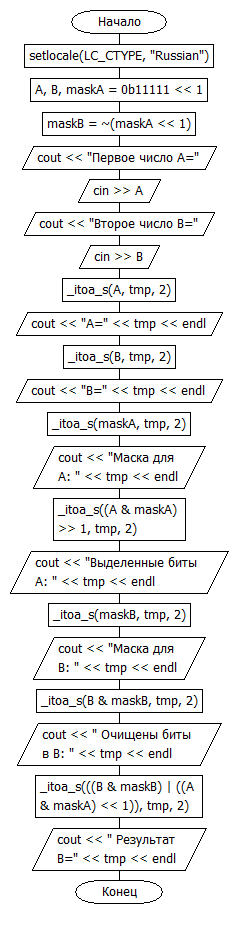 Начало
setlocale(LC_CTYPE, "Russian")
A, B, maskA = 0b11111 << 1
maskB = ~(maskA << 1)
cout << "Первое число A="
cin >> A
cout << "Второе число B="
cin >> B
_itoa_s(A, tmp, 2)
cout << "A=" << tmp << endl
_itoa_s(B, tmp, 2)
cout << "B=" << tmp << endl
_itoa_s(maskA, tmp, 2)
cout << "Маска для
A: " << tmp << endl
_itoa_s((A & maskA)
>> 1, tmp, 2)
cout << "Выделенные биты
A: " << tmp << endl
_itoa_s(maskB, tmp, 2)
cout << "Маска для
B: " << tmp << endl
_itoa_s(B & maskB, tmp, 2)
cout << " Очищены биты
в B: " << tmp << endl
_itoa_s(((B & maskB) | ((A
& maskA) << 1)), tmp, 2)
cout << " Результат
B=" << tmp << endl
Конец